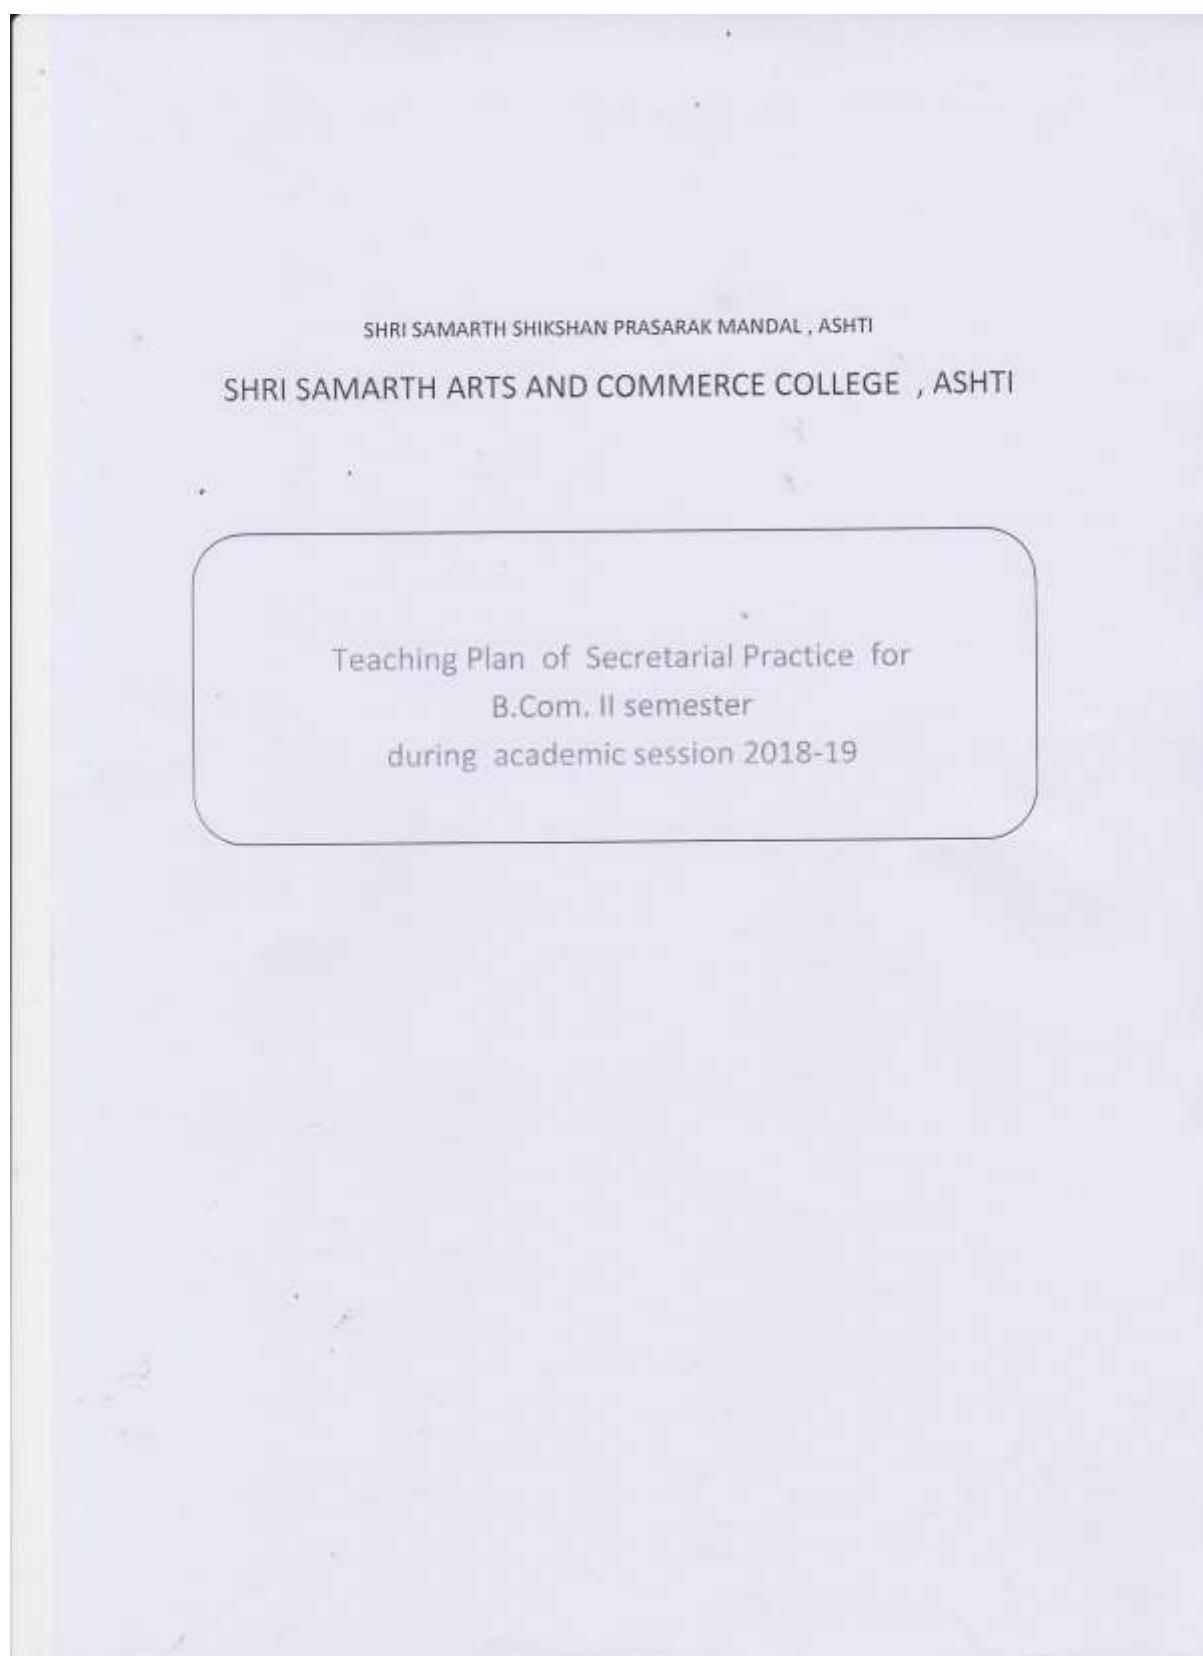 SHRI SAMARTH SHIKSHAN PRASARAK MANDAL , ASHTI
SHRI SAMARTH ARTS AND COMMERCE COLLEGE , ASHTI
Teaching Plan of Secretarial Practice for
B.Com. II semester
during academic session 2018-19